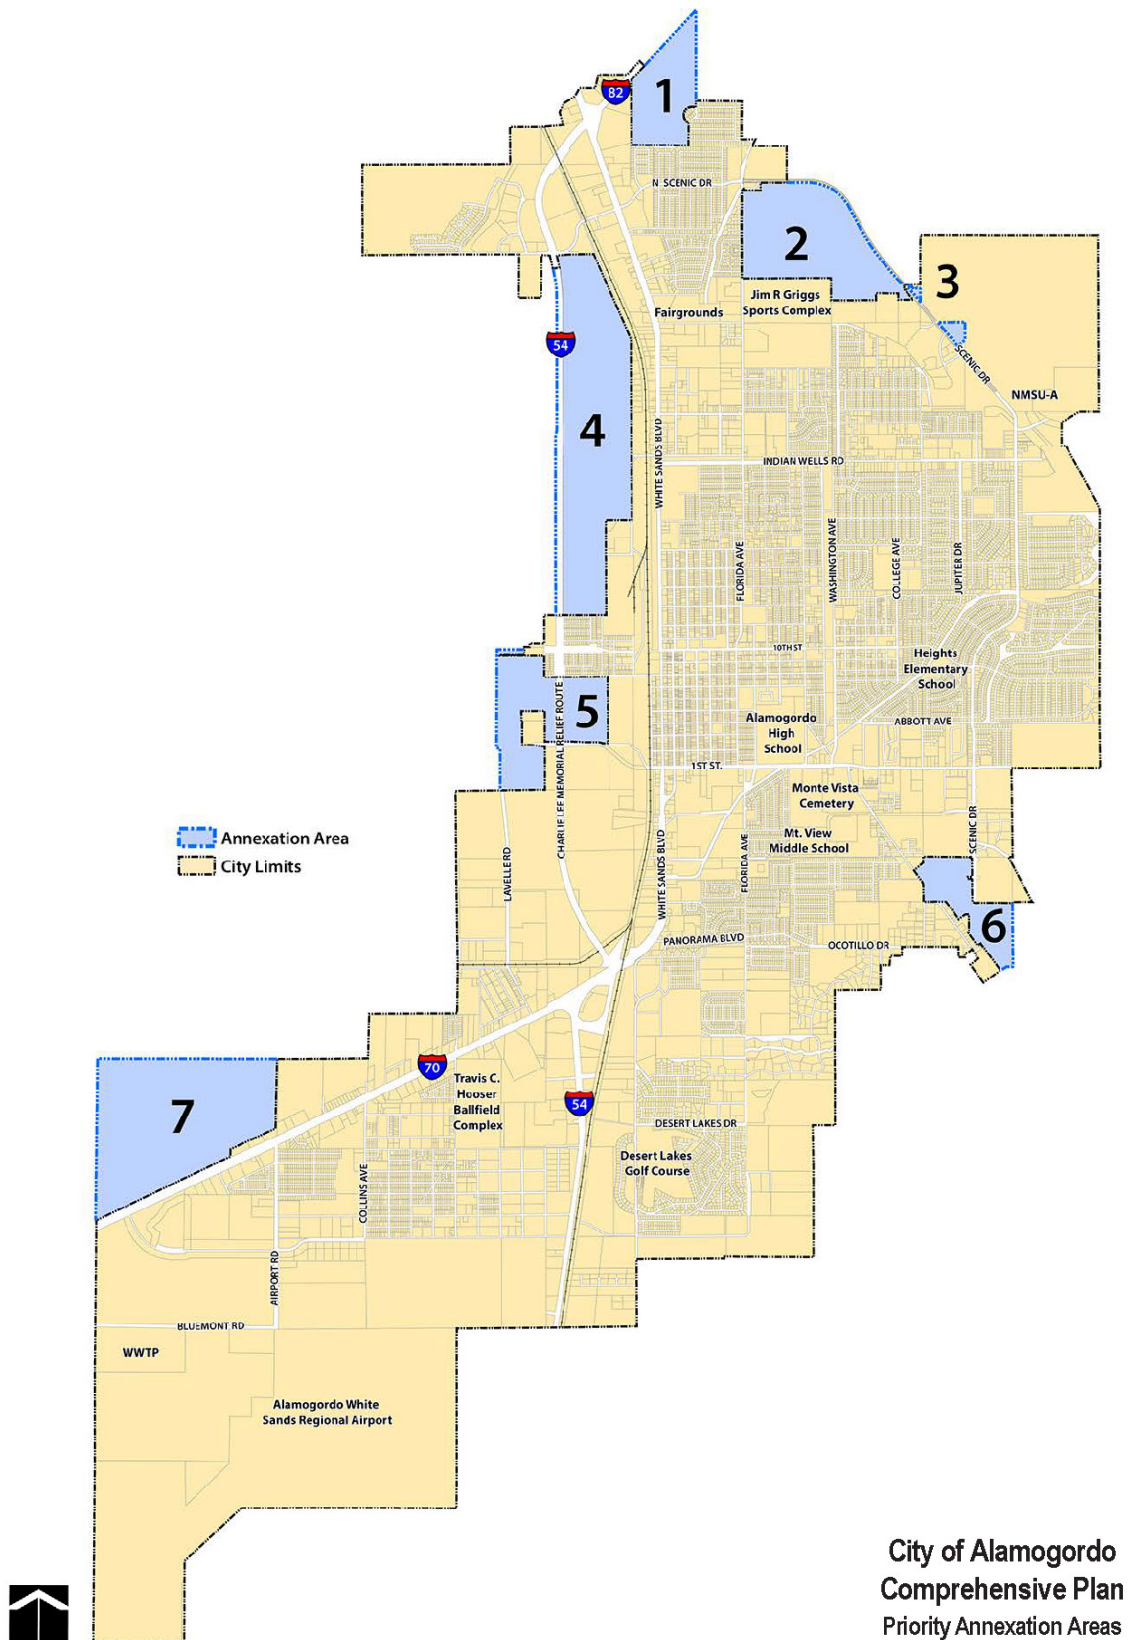 82
1
N SCENIC DR
2
3
Jim R Griggs
Sports Complex
Fairgrounds
54
SCENIC DR
NMSU-A
4
WHITE SANDS BLVD
INDIAN WELLS RD
FLORIDA AVE
WASHINGTON AVE
COLLEGE AVE
JUPITER DR
10TH ST
Heights
Elementary
School
5
CHARLIE LEE MEMORIAL RELIEF ROUTE
Alamogordo
High
School
ABBOTT AVE
1ST ST.
Monte Vista
Cemetery
Annexation Area
City Limits
Mt. View
Middle School
SCENIC DR
LAVELLE RD
WHITE SANDS BLVD
FLORIDA AVE
6
PANORAMA BLVD
OCOTILLO DR
70
7
Travis C.
Hooser
Ballfield
Complex
54
DESERT LAKES DR
Desert Lakes
Golf Course
COLLINS AVE
AIRPORT RD
BLUEMONT RD
WWTP
Alamogordo White
Sands Regional Airport
City of Alamogordo
Comprehensive Plan
Priority Annexation Areas